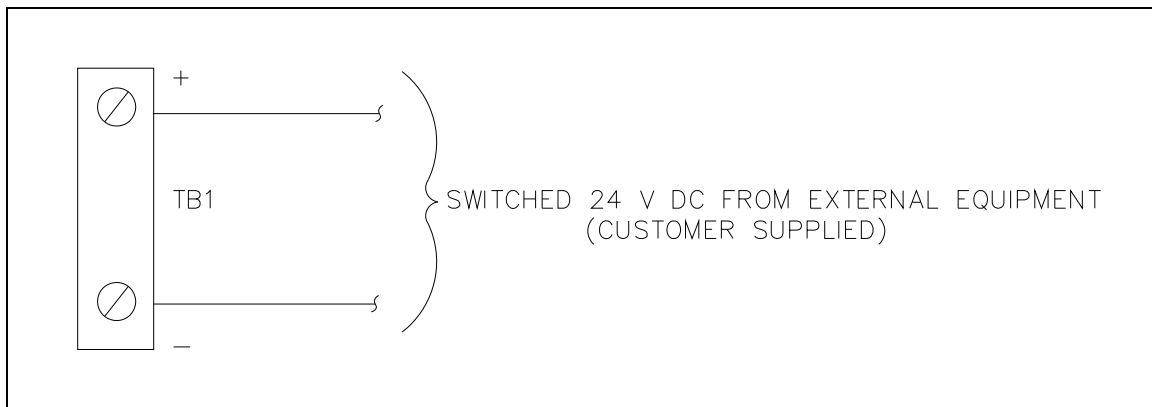 +
TB1
SWITCHED 24 V DC FROM EXTERNAL EQUIPMENT
(CUSTOMER SUPPLIED)
−